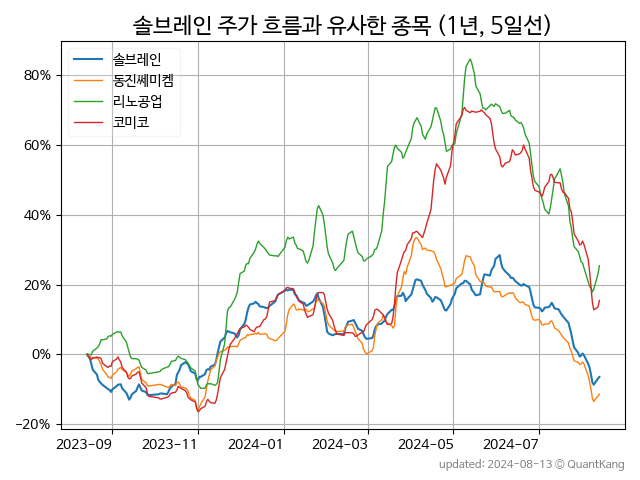 솔브레인 주가 흐름과 유사한 종목 (1년, 5일선)
솔브레인
동진쎄미켐
리노공업
코미코
80%
60%
40%
20%
0%
−20%
2023-09 2023-11 2024-01 2024-03 2024-05 2024-07
updated: 2024-08-13 © QuantKang